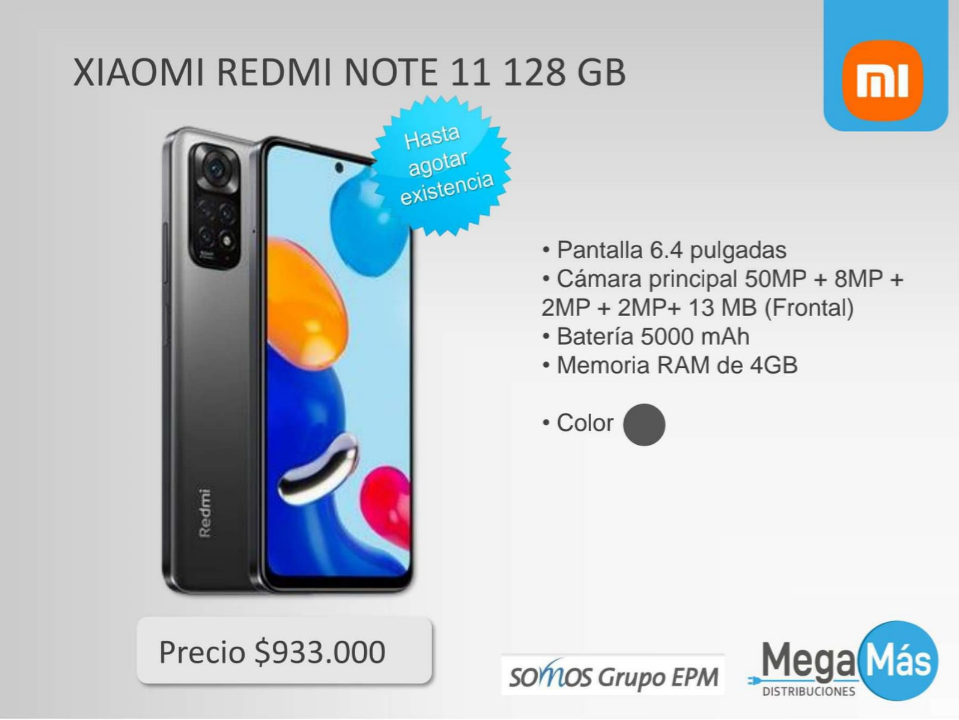 XIAOMI REDMI NOTE 11 128 GB
mi
Hasta
agotar
existencia
• Pantalla 6.4 pulgadas
• Cámara principal 50MP + 8MP +
2MP + 2MP+ 13 MB (Frontal)
• Batería 5000 mAh
• Memoria RAM de 4GB
• Color
Redmi
Precio $933.000
SOMOS Grupo EPM
MegaMás
DISTRIBUCIONES